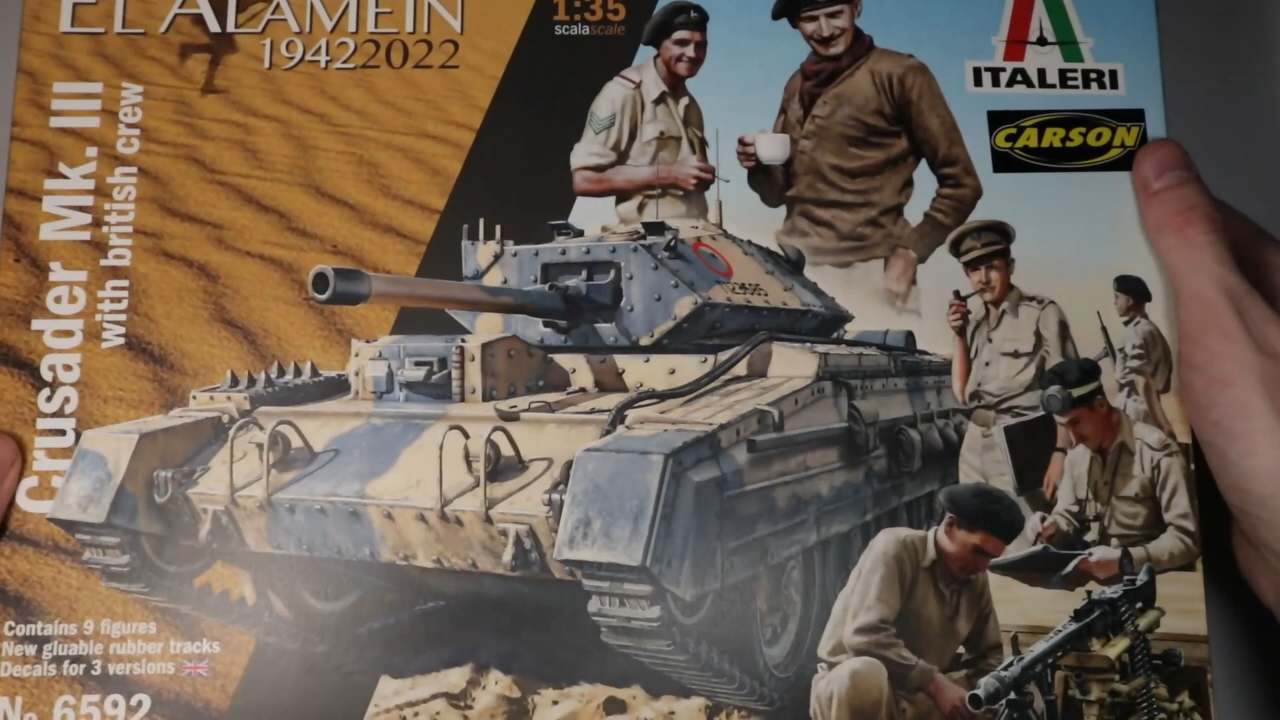 EL ALAMEIN
19422022
1:35
scalascale
ITALERI
CARSON
Crusader Mk. III
with british crew
T123685
Contains 9 figures
New gluable rubber tracks
Decals for 3 versions
No 6592